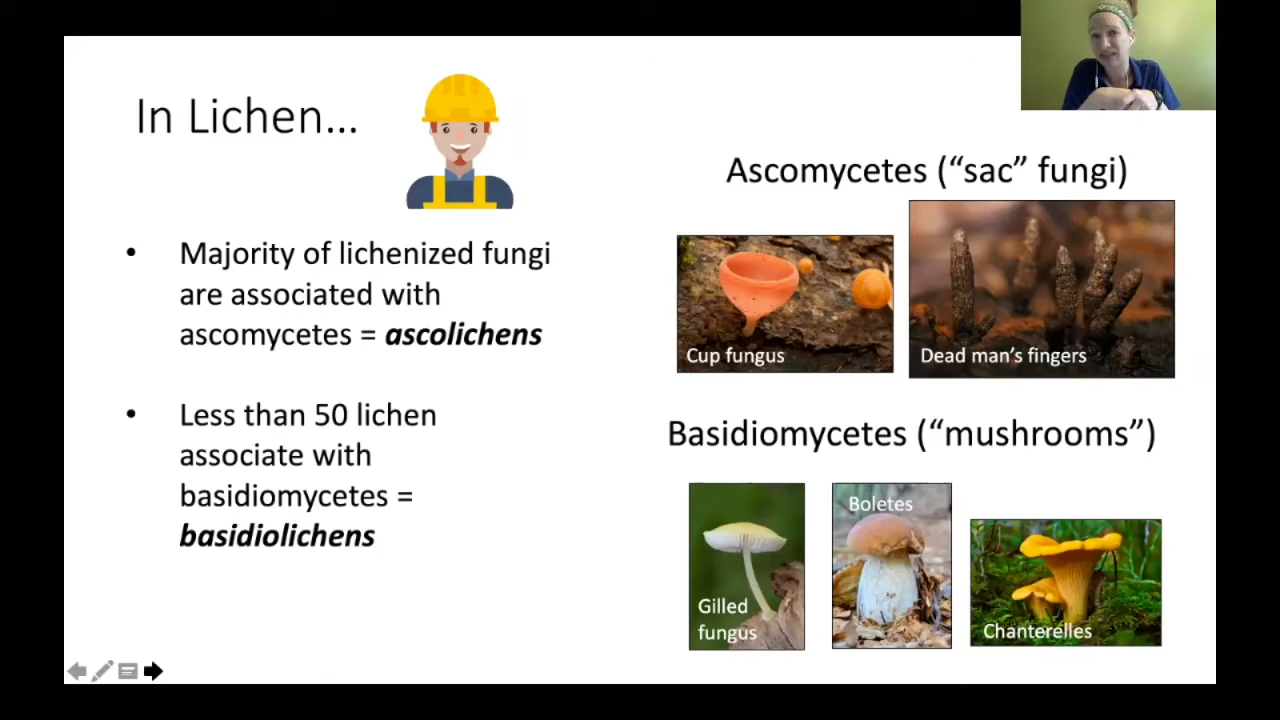 In Lichen...
• Majority of lichenized fungi
are associated with
ascomycetes = ascolichens
• Less than 50 lichen
associate with
basidiomycetes =
basidiolichens
Ascomycetes (“sac” fungi)
Cup fungus
Dead man’s fingers
Basidiomycetes (“mushrooms”)
Gilled
fungus
Boletes
Chanterelles